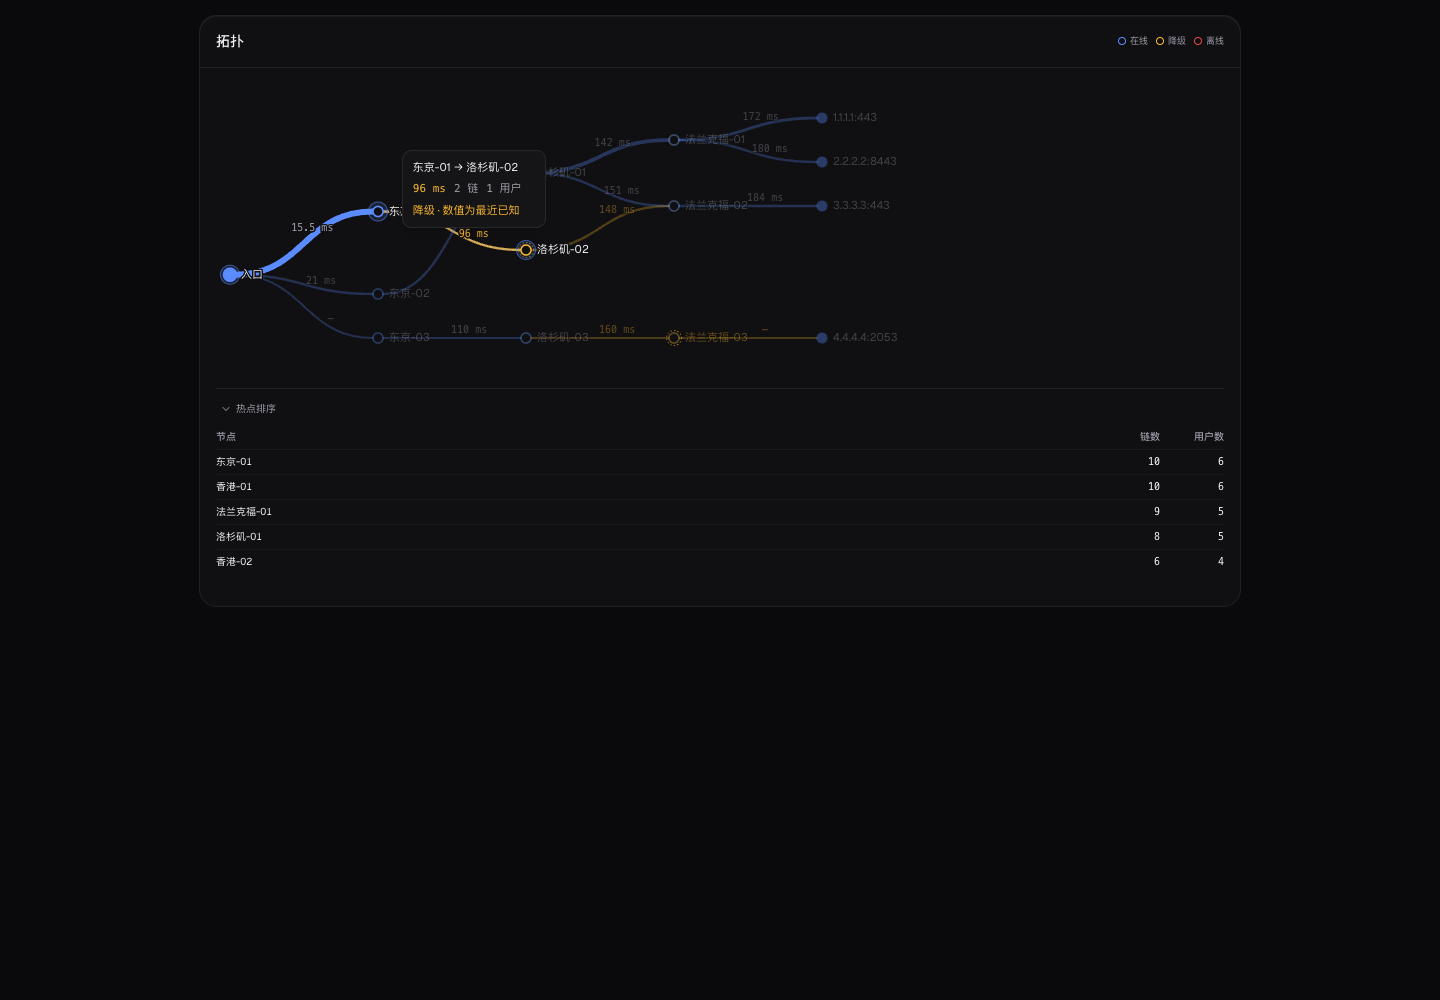 拓扑
在线 降级 离线
172 ms
1.1.1.1:443
142 ms
法兰克福-01
180 ms
2.2.2.2:8443
东京-01 → 洛杉矶-02
96 ms 2 链 1 用户
降级 · 数值为最近已知
杉矶-01
151 ms
184 ms
148 ms
法兰克福-02
3.3.3.3:443
东
15.5 ms
96 ms
洛杉矶-02
入口
21 ms
东京-02
—
东京-03
110 ms
洛杉矶-03
160 ms
法兰克福-03
—
4.4.4.4:2053
热点排序
节点 链数 用户数
东京-01 10 6
香港-01 10 6
法兰克福-01 9 5
洛杉矶-01 8 5
香港-02 6 4